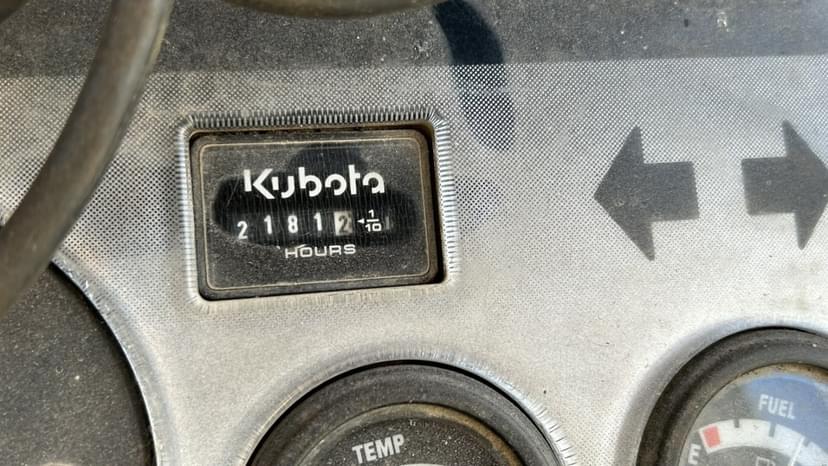 Kubota
2 1 8 1 2 ◂ 1/10
HOURS
TEMP
FUEL
E